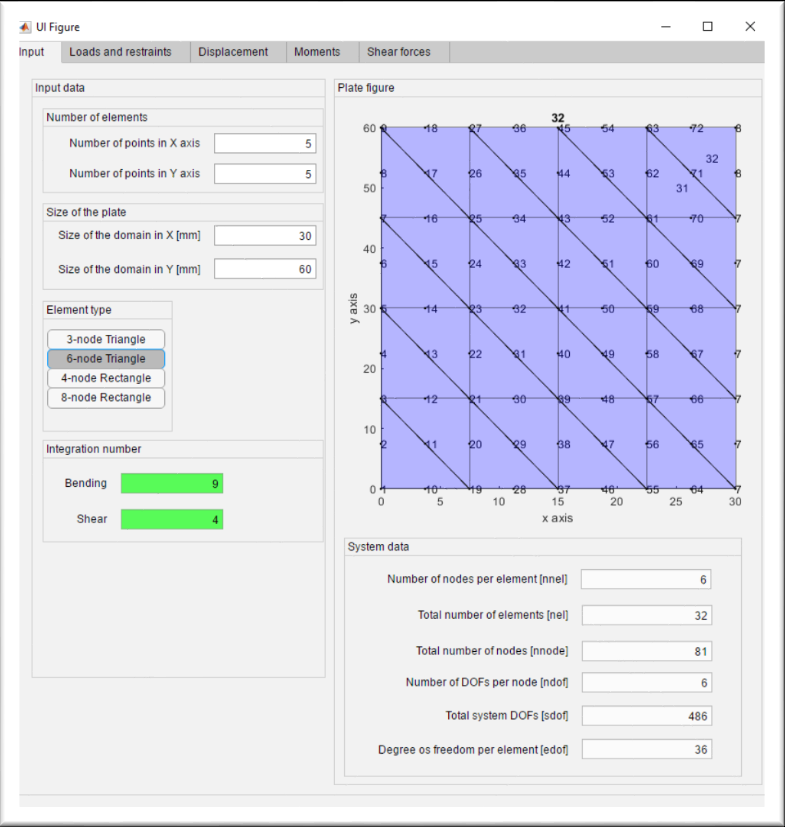 UI Figure
Input Loads and restraints Displacement Moments Shear forces
Input data
Number of elements
Number of points in X axis 5
Number of points in Y axis 5
Size of the plate
Size of the domain in X [mm] 30
Size of the domain in Y [mm] 60
Element type
3-node Triangle
6-node Triangle
4-node Rectangle
8-node Rectangle
Integration number
Bending 9
Shear 4
Plate figure
32
60 9 18 27 36 45 54 63 72 8
32
8 17 26 35 44 53 62 71 8
50 31
7 16 25 34 43 52 61 70 7
40
6 15 24 33 42 51 60 69 7
30 5 14 23 32 41 50 59 68 7
4 13 22 31 40 49 58 67 7
20
3 12 21 30 39 48 57 66 7
10
2 11 20 29 38 47 56 65 7
0 1 10 19 28 37 46 55 64 7
0 5 10 15 20 25 30
x axis
y axis
System data
Number of nodes per element [nnel] 6
Total number of elements [nel] 32
Total number of nodes [nnode] 81
Number of DOFs per node [ndof] 6
Total system DOFs [sdof] 486
Degree os freedom per element [edof] 36